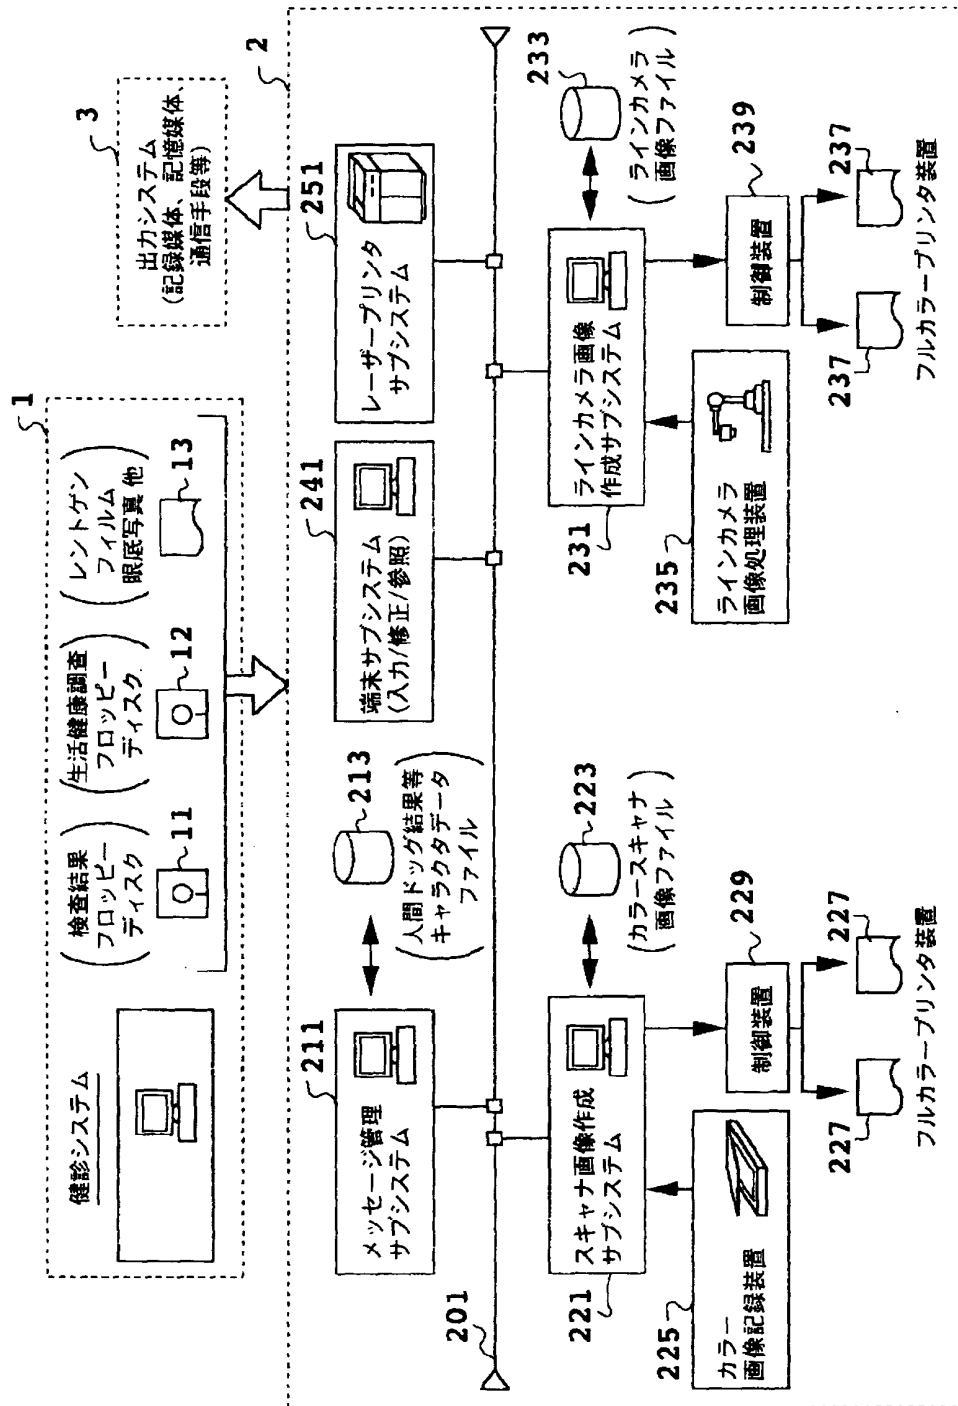 1
健診システム
検査結果
フロッピー
ディスク
11
生活健康調査
フロッピー
ディスク
12
レントゲン
フィルム
眼底写真 他
13
3
出力システム
(記録媒体、記憶媒体、
通信手段等)
2
211
メッセージ管理
サブシステム
213
(人間ドッグ結果等
キャラクタデータ
ファイル)
241
端末サブシステム
(入力/修正/参照)
251
レーザープリンタ
サブシステム
201
221
スキャナ画像作成
サブシステム
223
(カラースキャナ
画像ファイル)
225
カラー
画像記録装置
229
制御装置
227
227
フルカラープリンタ装置
231
ラインカメラ画像
作成サブシステム
233
(ラインカメラ
画像ファイル)
235
ラインカメラ
画像処理装置
239
制御装置
237
237
フルカラープリンタ装置